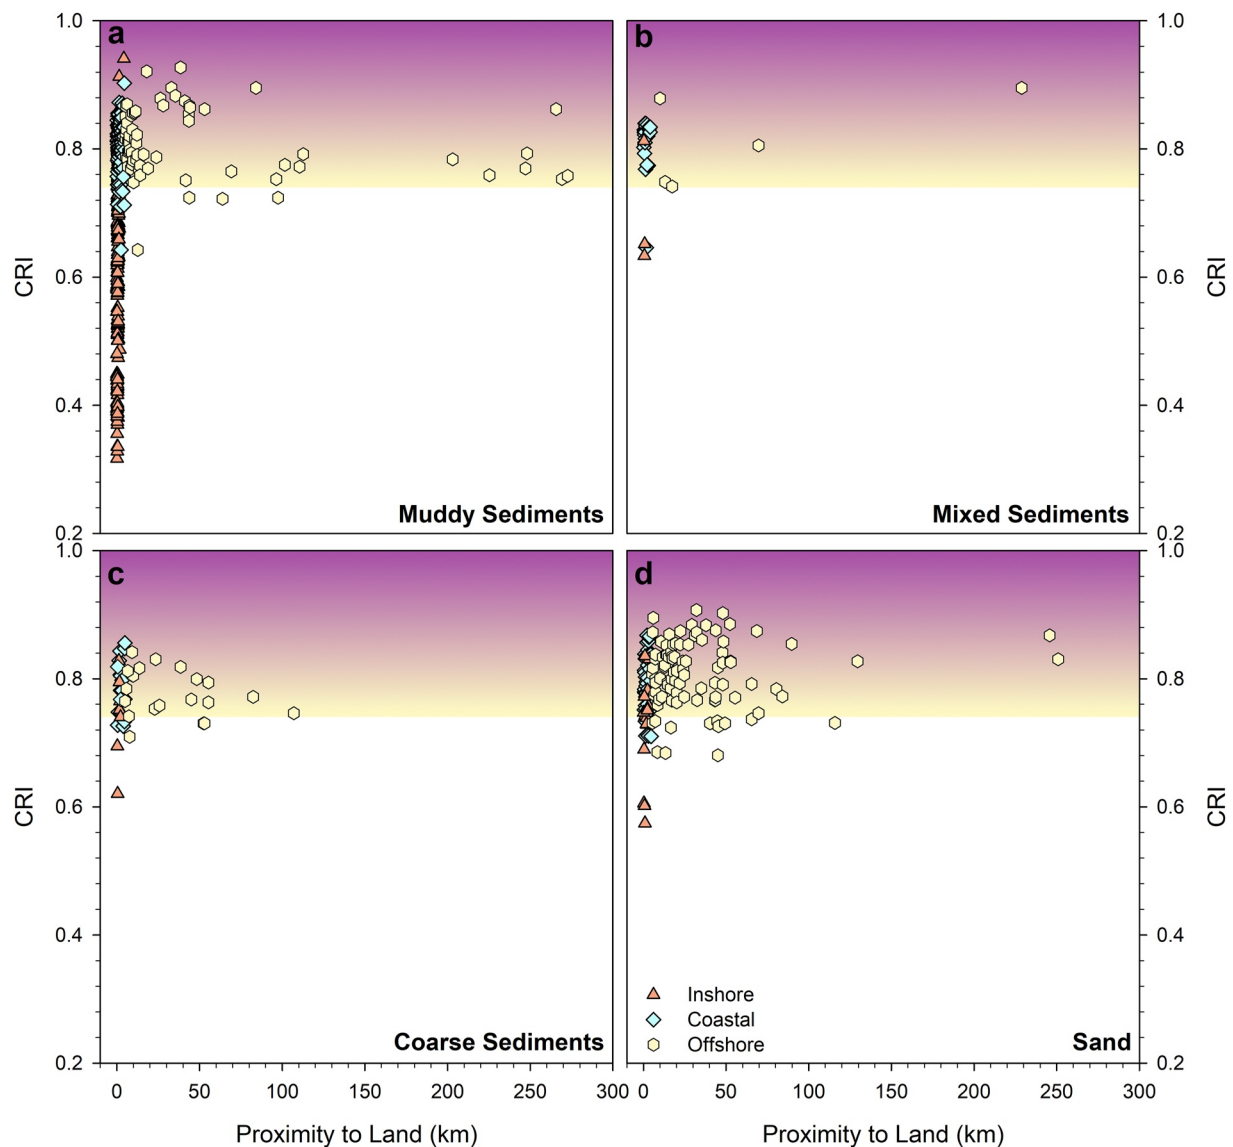 1.0 a b 1.0
0.8 0.8
CRI CRI
0.6 0.6
0.4 0.4
Muddy Sediments Mixed Sediments
0.2 0.2
1.0 c d 1.0
0.8 0.8
CRI CRI
0.6 0.6
0.4 0.4
Inshore
Coastal
Offshore
Coarse Sediments Sand
0.2 0.2
0 50 100 150 200 250 300 0 50 100 150 200 250 300
Proximity to Land (km) Proximity to Land (km)